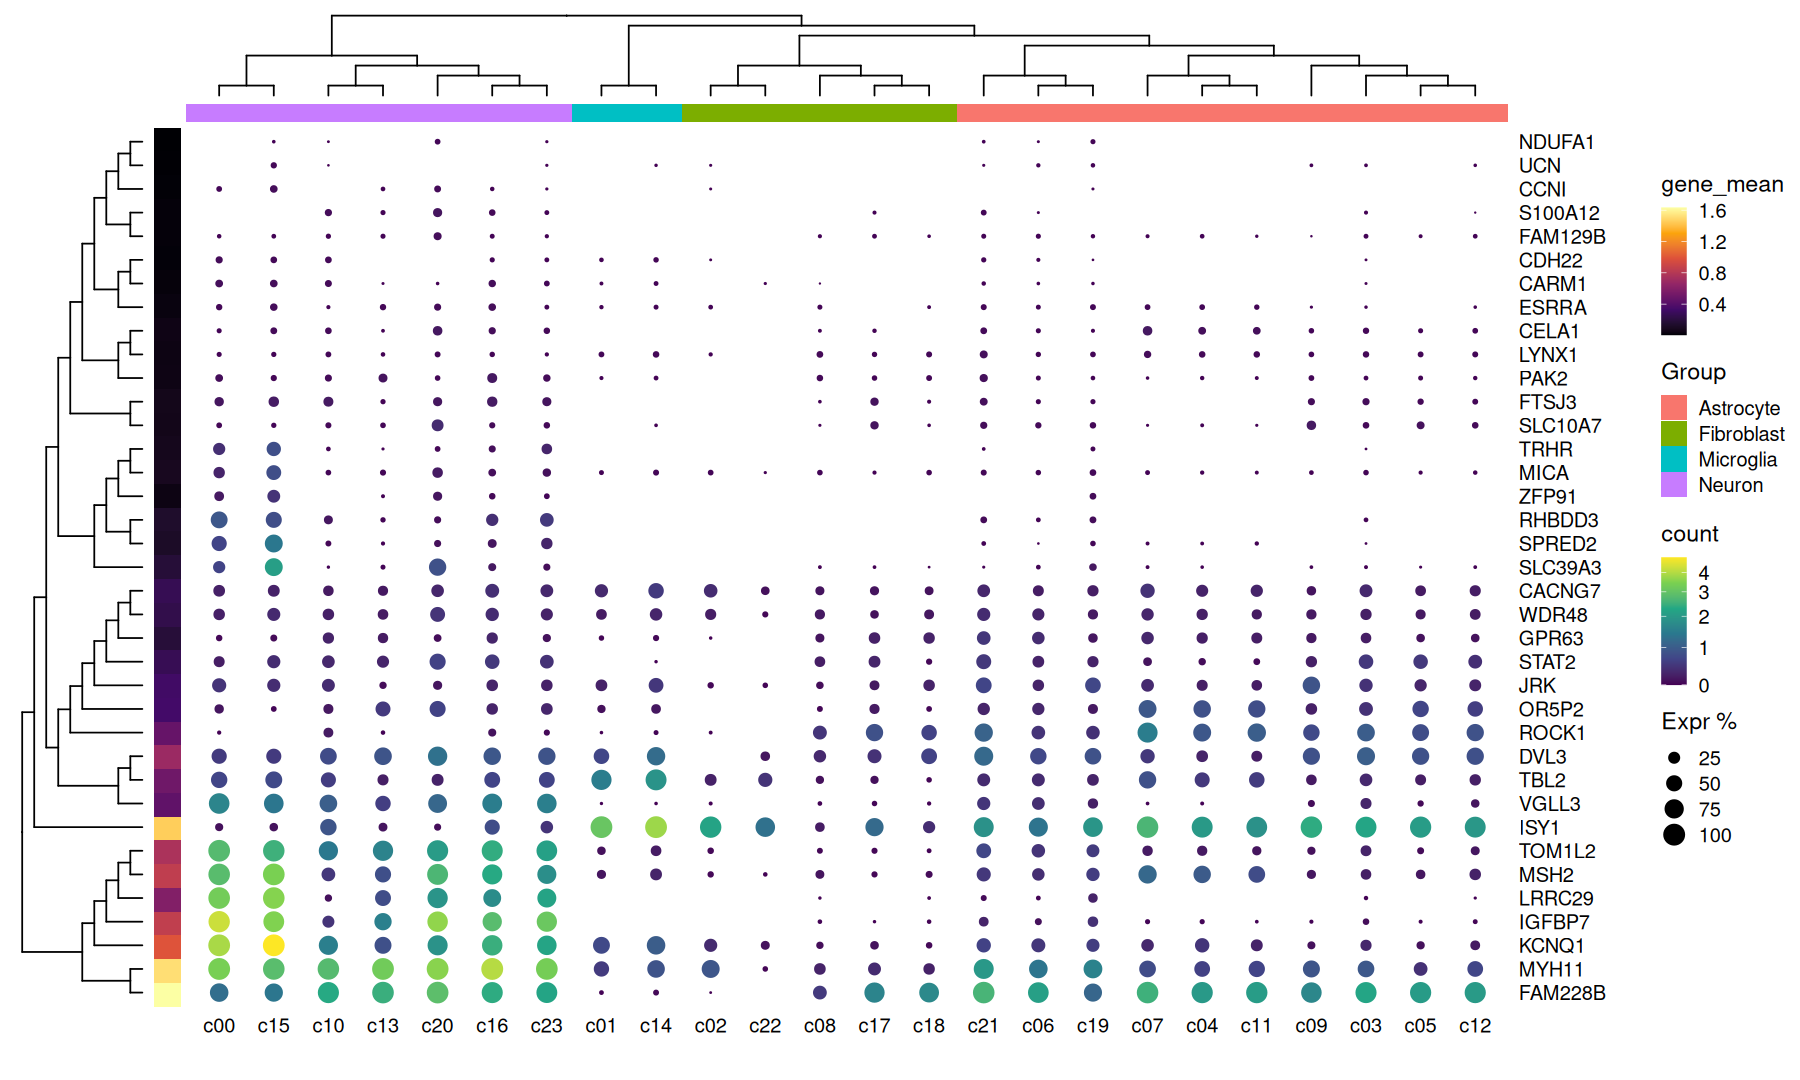 NDUFA1
UCN
CCNI
S100A12
FAM129B
CDH22
CARM1
ESRRA
CELA1
LYNX1
PAK2
FTSJ3
SLC10A7
TRHR
MICA
ZFP91
RHBDD3
SPRED2
SLC39A3
CACNG7
WDR48
GPR63
STAT2
JRK
OR5P2
ROCK1
DVL3
TBL2
VGLL3
ISY1
TOM1L2
MSH2
LRRC29
IGFBP7
KCNQ1
MYH11
FAM228B
c00 c15 c10 c13 c20 c16 c23 c01 c14 c02 c22 c08 c17 c18 c21 c06 c19 c07 c04 c11 c09 c03 c05 c12
gene_mean
1.6
1.2
0.8
0.4
Group
Astrocyte
Fibroblast
Microglia
Neuron
count
4
3
2
1
0
Expr %
25
50
75
100